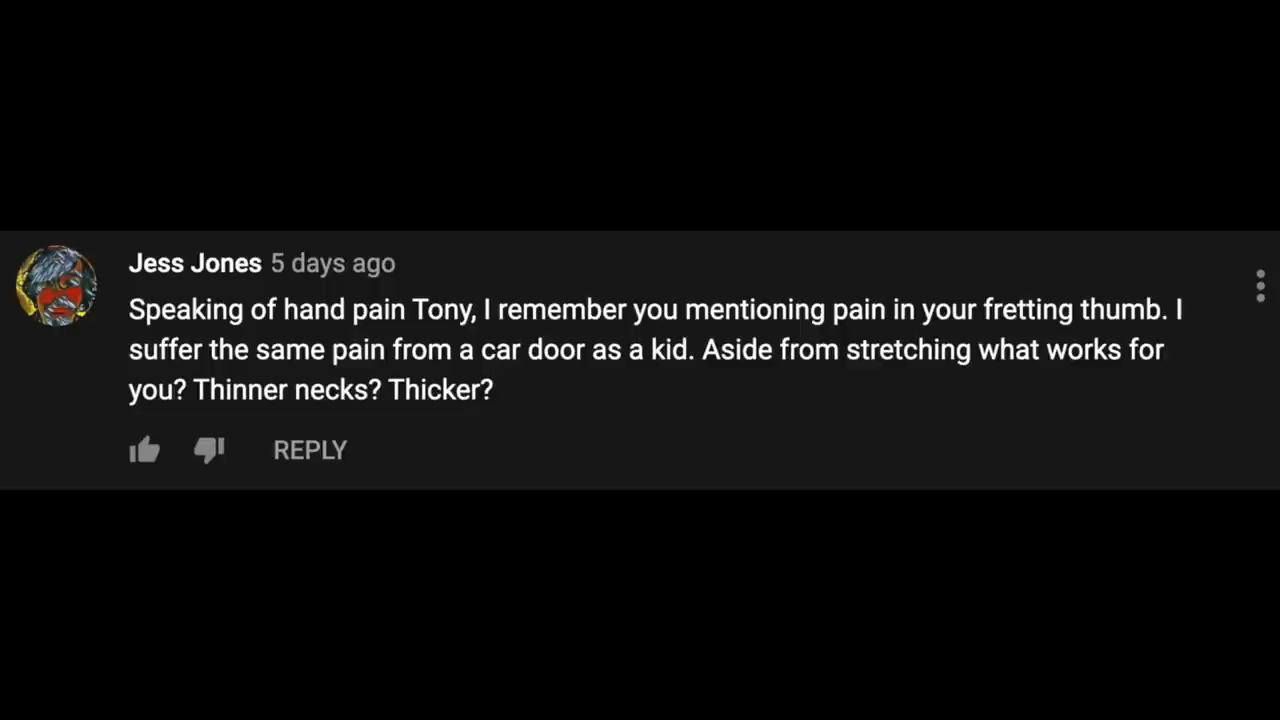 Jess Jones 5 days ago
Speaking of hand pain Tony, I remember you mentioning pain in your fretting thumb. I
suffer the same pain from a car door as a kid. Aside from stretching what works for
you? Thinner necks? Thicker?
REPLY